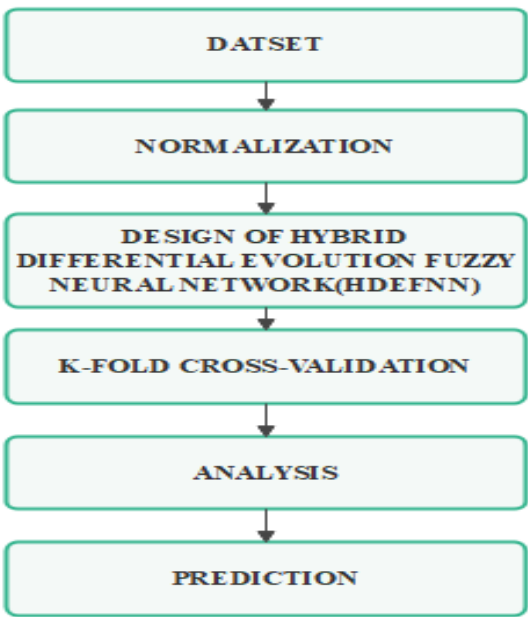 DATSET
NORMALIZATION
DESIGN OF HYBRID
DIFFERENTIAL EVOLUTION FUZZY
NEURAL NETWORK(HDEFNN)
K-FOLD CROSS-VALIDATION
ANALYSIS
PREDICTION